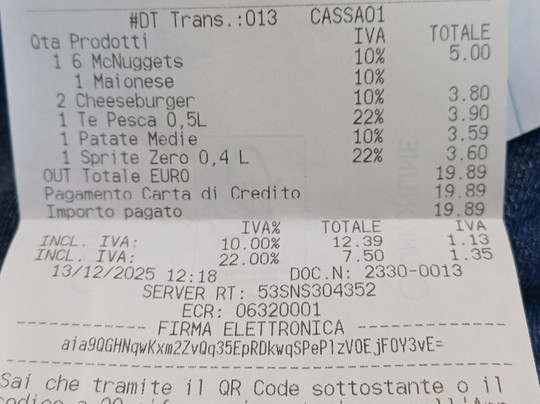 #DT Trans.:013 CASSA01
Qta Prodotti IVA TOTALE
1 6 McNuggets 10% 5.00
1 Maionese 10%
2 Cheeseburger 10% 3.80
1 Te Pesca 0,5L 22% 3.90
1 Patate Medie 10% 3.59
1 Sprite Zero 0,4 L 22% 3.60
OUT Totale EURO 19.89
Pagamento Carta di Credito 19.89
Importo pagato 19.89
IVA% TOTALE IVA
INCL. IVA: 10.00% 12.39 1.13
INCL. IVA: 22.00% 7.50 1.35
13/12/2025 12:18 DOC.N: 2330-0013
SERVER RT: 53SNS304352
ECR: 06320001
--------------- FIRMA ELETTRONICA ---------------
aia9QGHNqwKxm2ZvQq35EpRDkwqSPePlzVOEjFOY3vE=
Sai che tramite il QR Code sottostante o il